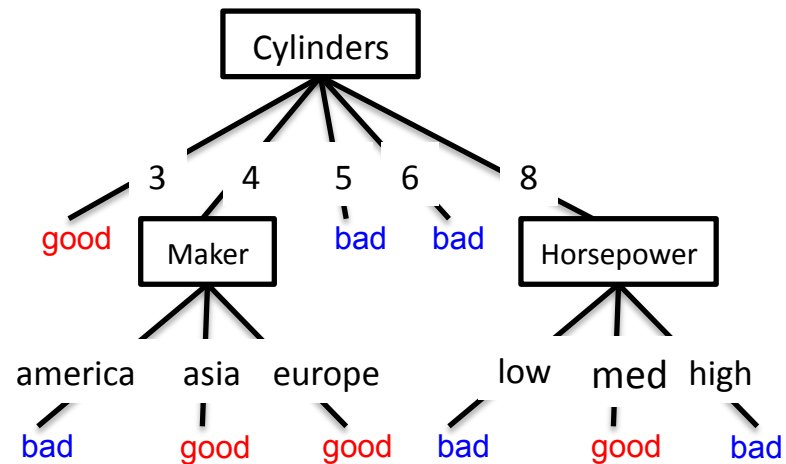 Cylinders
3 4 5 6 8
good Maker bad bad Horsepower
america asia europe low med high
bad good good bad good bad